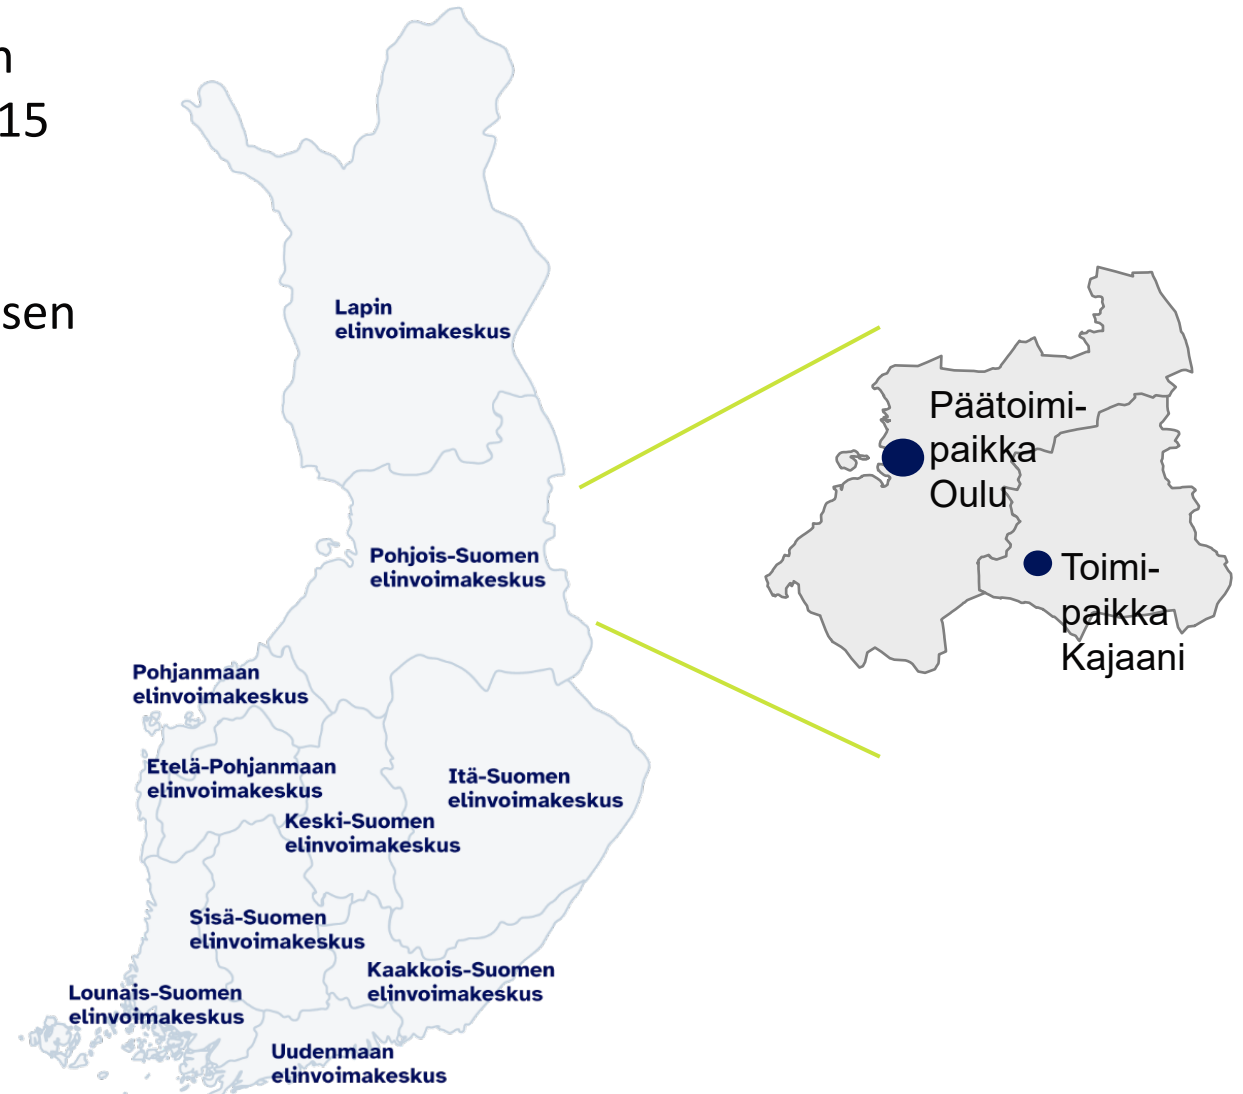 n
15
sen
Lapin
elinvoimakeskus
Pohjois-Suomen
elinvoimakeskus
Pohjanmaan
elinvoimakeskus
Etelä-Pohjanmaan
elinvoimakeskus
Itä-Suomen
elinvoimakeskus
Keski-Suomen
elinvoimakeskus
Sisä-Suomen
elinvoimakeskus
Kaakkois-Suomen
elinvoimakeskus
Lounais-Suomen
elinvoimakeskus
Uudenmaan
elinvoimakeskus
Päätoimi-
paikka
Oulu
Toimi-
paikka
Kajaani